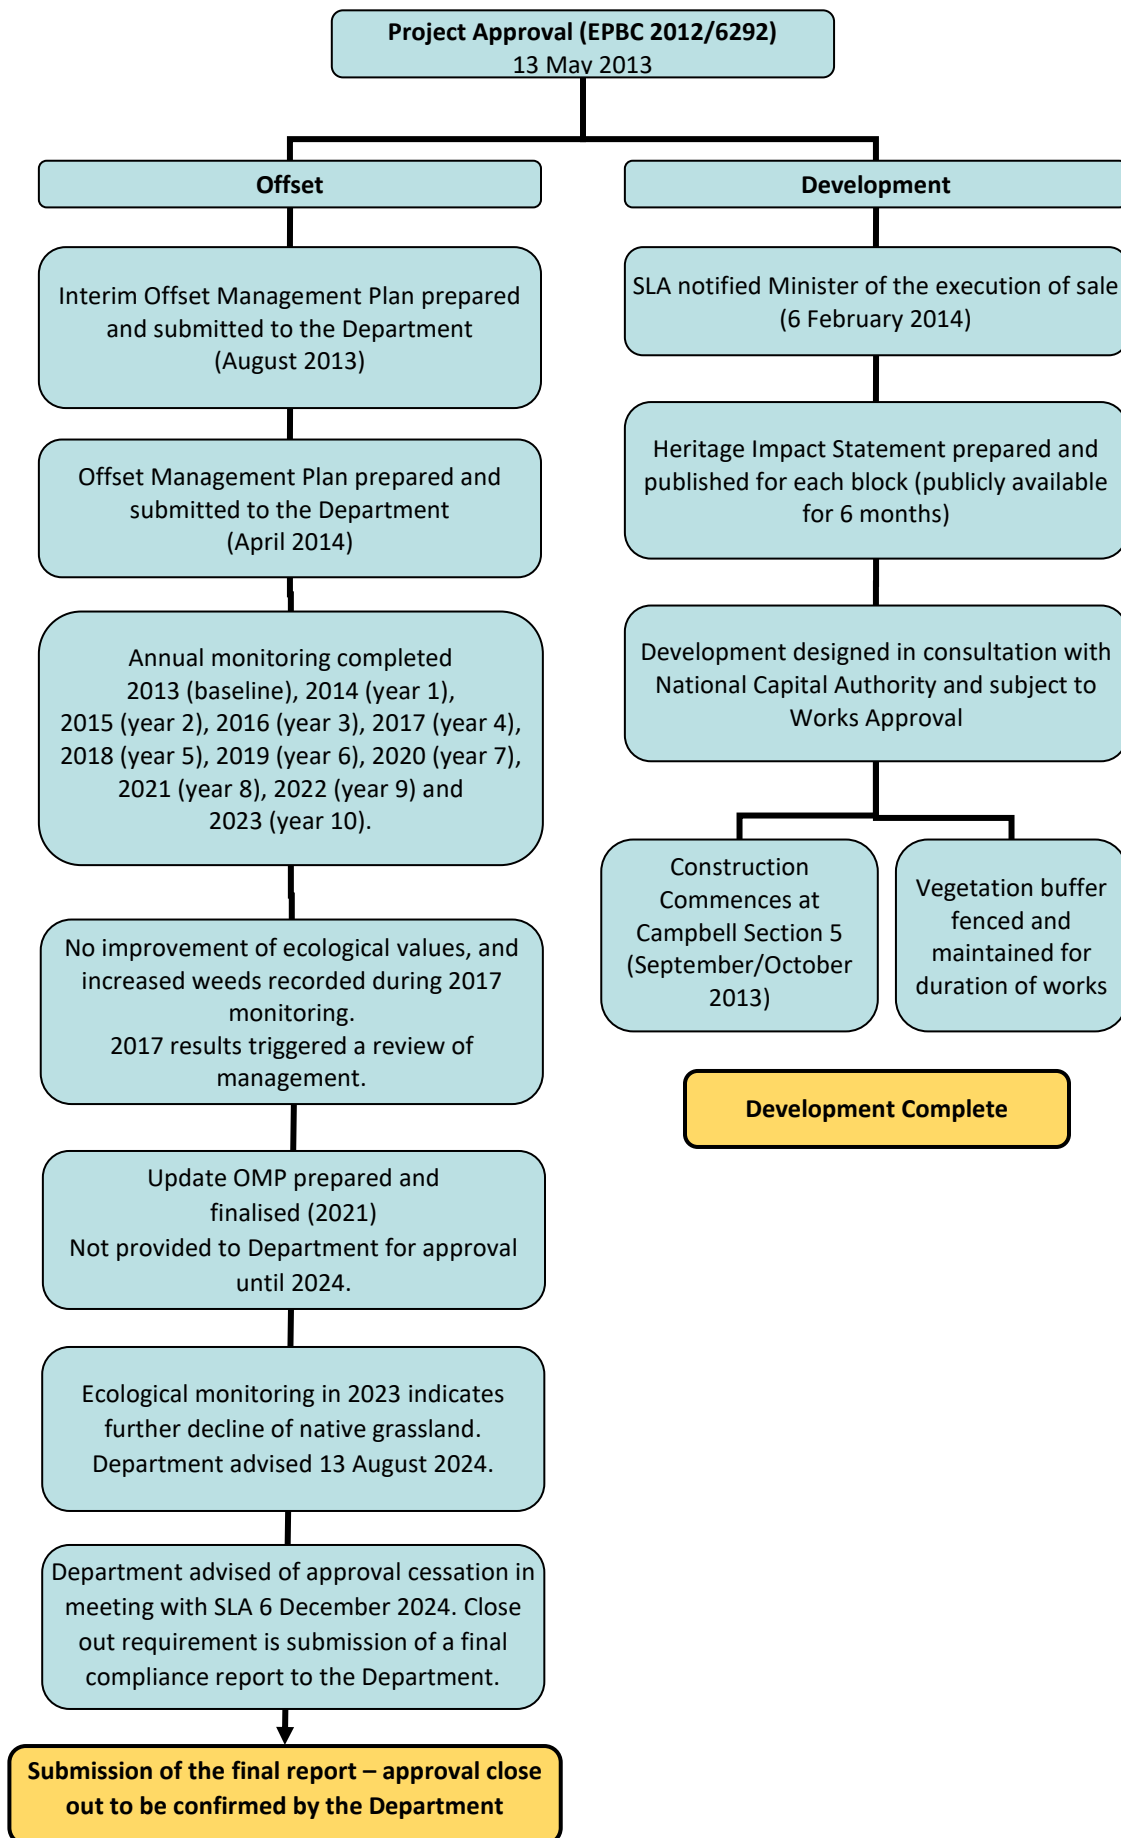 Project Approval (EPBC 2012/6292)
13 May 2013
Offset
Interim Offset Management Plan prepared
and submitted to the Department
(August 2013)
Offset Management Plan prepared and
submitted to the Department
(April 2014)
Annual monitoring completed
2013 (baseline), 2014 (year 1),
2015 (year 2), 2016 (year 3), 2017 (year 4),
2018 (year 5), 2019 (year 6), 2020 (year 7),
2021 (year 8), 2022 (year 9) and
2023 (year 10).
No improvement of ecological values, and
increased weeds recorded during 2017
monitoring.
2017 results triggered a review of
management.
Update OMP prepared and
finalised (2021)
Not provided to Department for approval
until 2024.
Ecological monitoring in 2023 indicates
further decline of native grassland.
Department advised 13 August 2024.
Department advised of approval cessation in
meeting with SLA 6 December 2024. Close
out requirement is submission of a final
compliance report to the Department.
Submission of the final report – approval close
out to be confirmed by the Department
Development
SLA notified Minister of the execution of sale
(6 February 2014)
Heritage Impact Statement prepared and
published for each block (publicly available
for 6 months)
Development designed in consultation with
National Capital Authority and subject to
Works Approval
Construction
Commences at
Campbell Section 5
(September/October
2013)
Vegetation buffer
fenced and
maintained for
duration of works
Development Complete